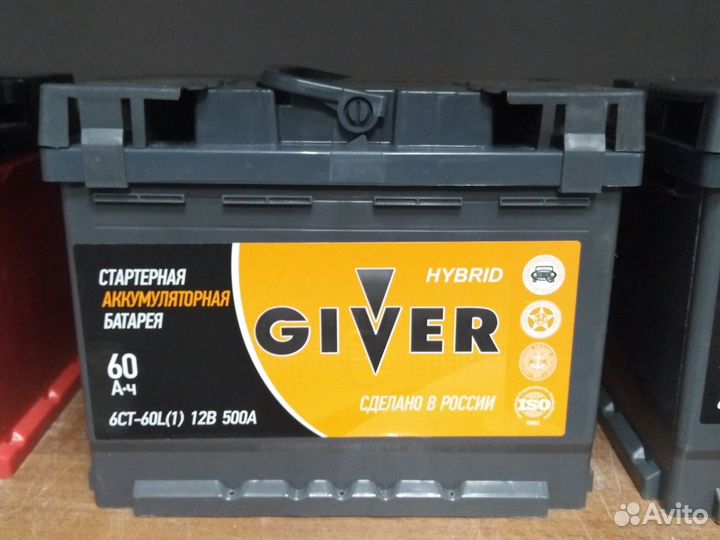 СТАРТЕРНАЯ
АККУМУЛЯТОРНАЯ
БАТАРЕЯ
60
А·ч
6СТ-60L(1) 12В 500А
HYBRID
GIVER
СДЕЛАНО В РОССИИ
ISO
Avito